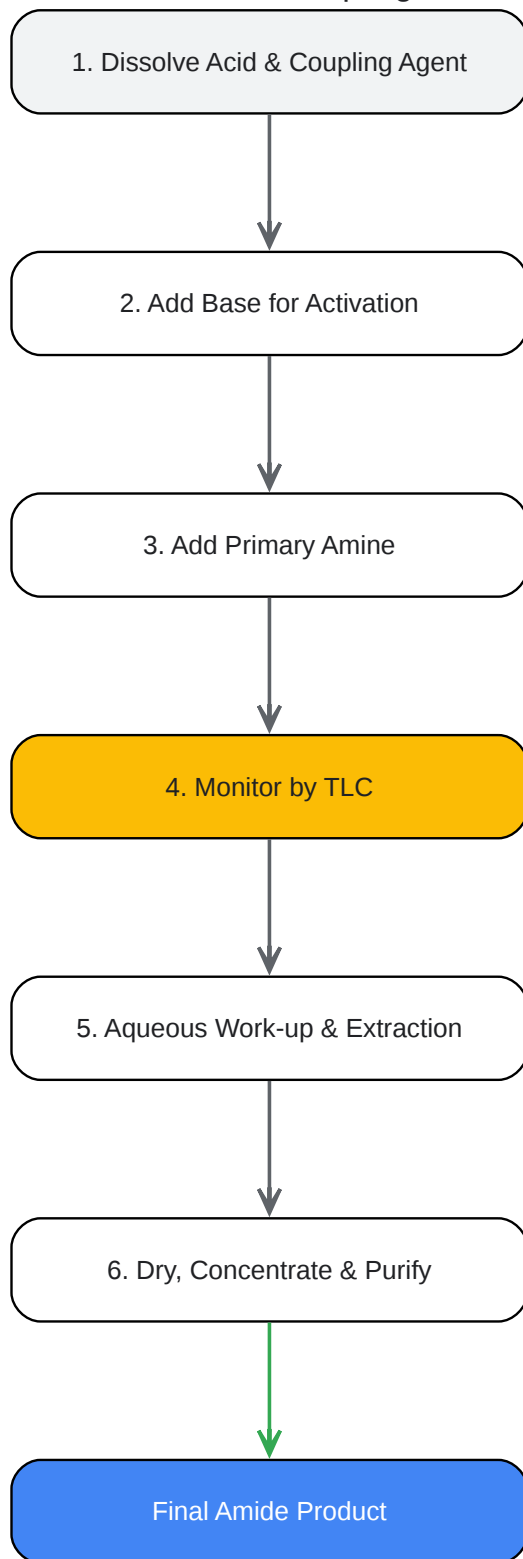 1. Dissolve Acid & Coupling Agent
2. Add Base for Activation
3. Add Primary Amine
4. Monitor by TLC
5. Aqueous Work-up & Extraction
6. Dry, Concentrate & Purify
Final Amide Product